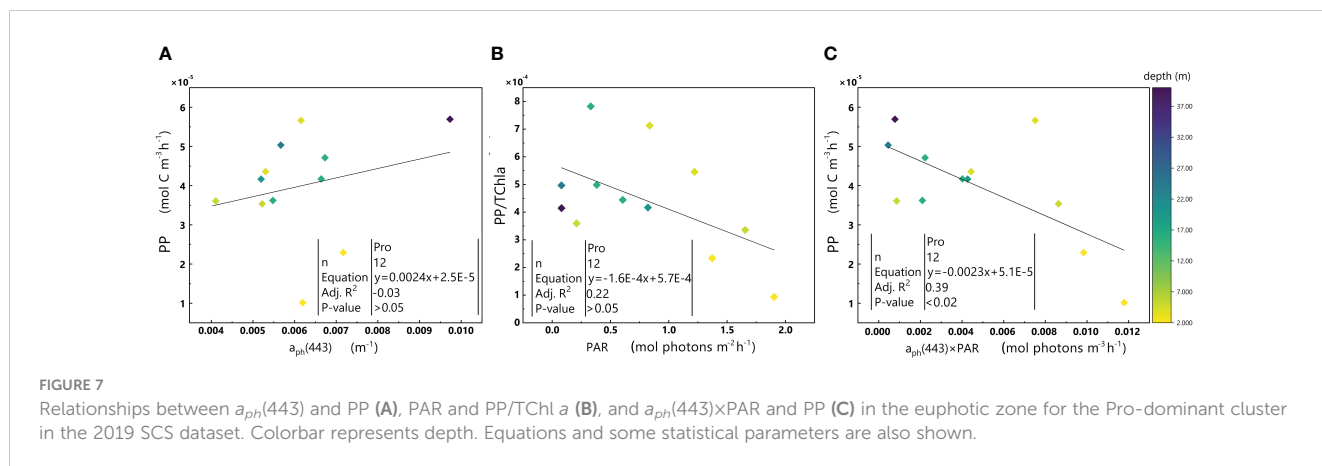 A
B
C
×10⁻⁵
×10⁻⁴
×10⁻⁵
depth (m)
6
5
4
3
2
1
PP (mol C m⁻³h⁻¹)
Pro
n 12
Equation y=0.0024x+2.5E-5
Adj. R² -0.03
P-value >0.05
0.004 0.005 0.006 0.007 0.008 0.009 0.010
aph(443) (m⁻¹)
8
7
6
5
4
3
2
1
0
PP/TChla
Pro
n 12
Equation y=-1.6E-4x+5.7E-4
Adj. R² 0.22
P-value >0.05
0.0 0.5 1.0 1.5 2.0
PAR (mol photons m⁻²h⁻¹)
6
5
4
3
2
1
PP (mol C m⁻³h⁻¹)
Pro
n 12
Equation y=-0.0023x+5.1E-5
Adj. R² 0.39
P-value <0.02
0.000 0.002 0.004 0.006 0.008 0.010 0.012
aph(443)×PAR (mol photons m⁻³h⁻¹)
37.00
32.00
27.00
22.00
17.00
12.00
7.000
2.000
FIGURE 7
Relationships between aph(443) and PP (A), PAR and PP/TChl a (B), and aph(443)×PAR and PP (C) in the euphotic zone for the Pro-dominant cluster
in the 2019 SCS dataset. Colorbar represents depth. Equations and some statistical parameters are also shown.